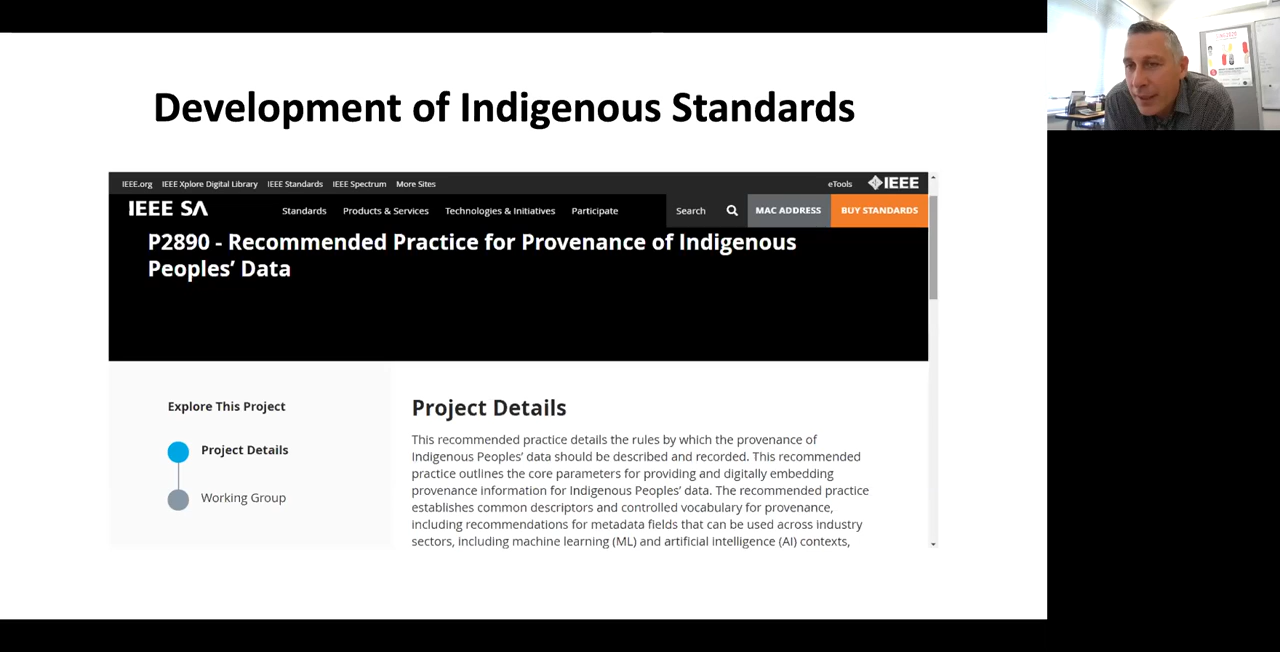 Development of Indigenous Standards
IEEE.org IEEE Xplore Digital Library IEEE Standards IEEE Spectrum More Sites eTools IEEE
IEEE SA Standards Products & Services Technologies & Initiatives Participate Search MAC ADDRESS BUY STANDARDS
P2890 - Recommended Practice for Provenance of Indigenous
Peoples’ Data
Explore This Project
Project Details
Working Group
Project Details
This recommended practice details the rules by which the provenance of
Indigenous Peoples’ data should be described and recorded. This recommended
practice outlines the core parameters for providing and digitally embedding
provenance information for Indigenous Peoples’ data. The recommended practice
establishes common descriptors and controlled vocabulary for provenance,
including recommendations for metadata fields that can be used across industry
sectors, including machine learning (ML) and artificial intelligence (AI) contexts,